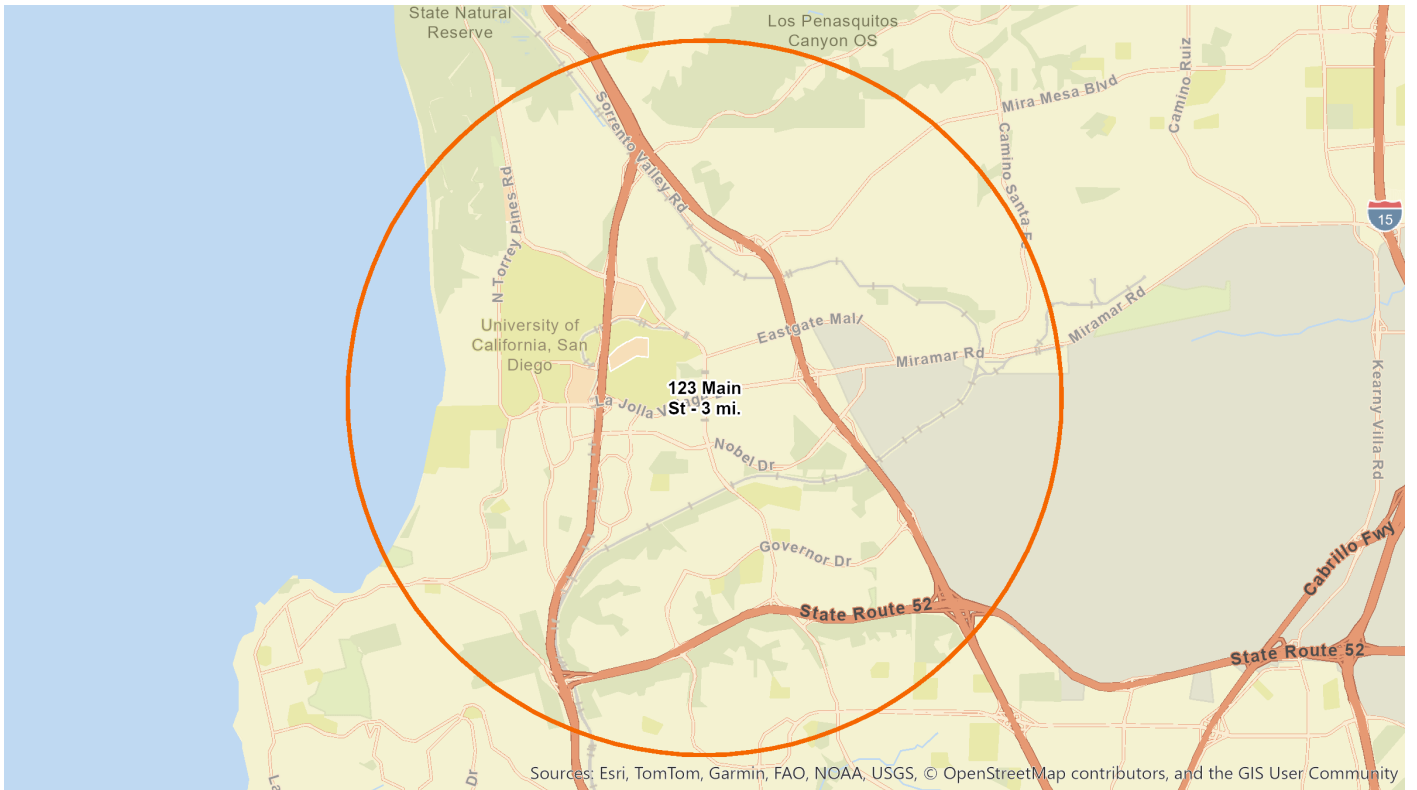 State Natural
Reserve
Los Penasquitos
Canyon OS
Camino Ruiz
Mira Mesa Blvd
Sorrento Valley Rd
Camino Santa Fe
N Torrey Pines Rd
15
Miramar Rd
University of
California, San
Diego
Eastgate Mall
Miramar Rd
123 Main
St - 3 mi.
La Jolla Village
Kearny Villa Rd
Nobel Dr
Governor Dr
Cabrillo Fwy
State Route 52
State Route 52
La
Dr
Sources: Esri, TomTom, Garmin, FAO, NOAA, USGS, © OpenStreetMap contributors, and the GIS User Community